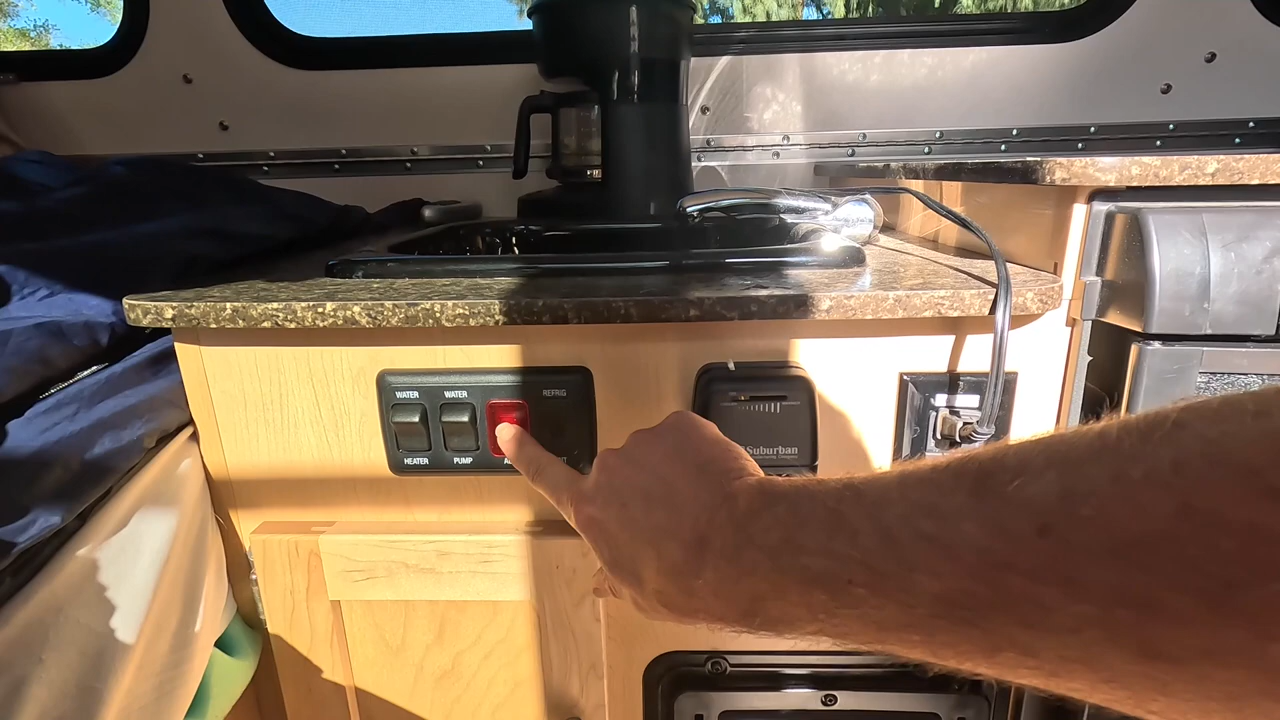 WATER
WATER
REFRIG
HEATER
PUMP
Suburban